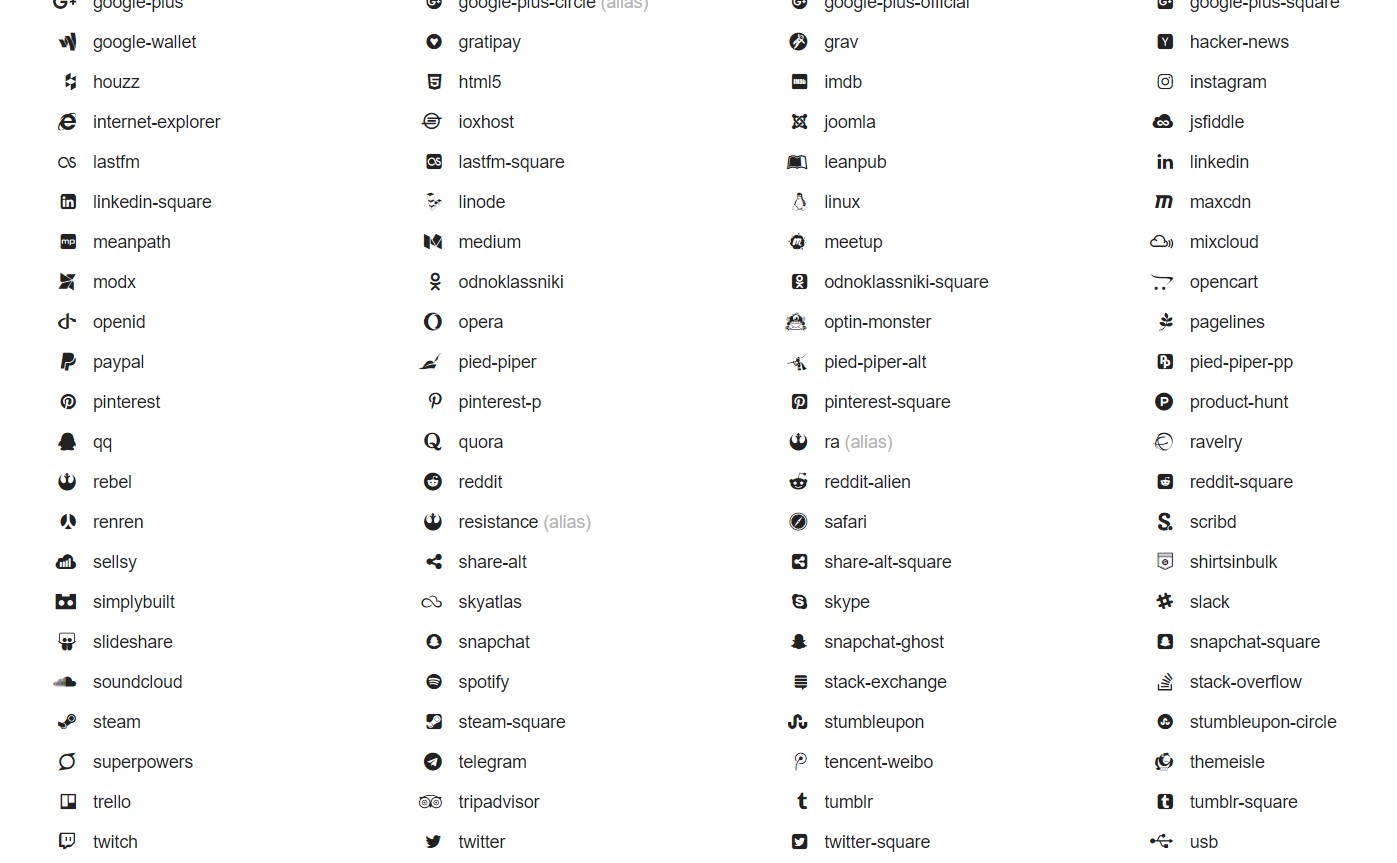 google-plus google-plus-circle (alias) google-plus-official google-plus-square
google-wallet gratipay grav hacker-news
houzz html5 imdb instagram
internet-explorer ioxhost joomla jsfiddle
lastfm lastfm-square leanpub linkedin
linkedin-square linode linux maxcdn
meanpath medium meetup mixcloud
modx odnoklassniki odnoklassniki-square opencart
openid opera optin-monster pagelines
paypal pied-piper pied-piper-alt pied-piper-pp
pinterest pinterest-p pinterest-square product-hunt
qq quora ra (alias) ravelry
rebel reddit reddit-alien reddit-square
renren resistance (alias) safari scribd
sellsy share-alt share-alt-square shirtsinbulk
simplybuilt skyatlas skype slack
slideshare snapchat snapchat-ghost snapchat-square
soundcloud spotify stack-exchange stack-overflow
steam steam-square stumbleupon stumbleupon-circle
superpowers telegram tencent-weibo themeisle
trello tripadvisor tumblr tumblr-square
twitch twitter twitter-square usb